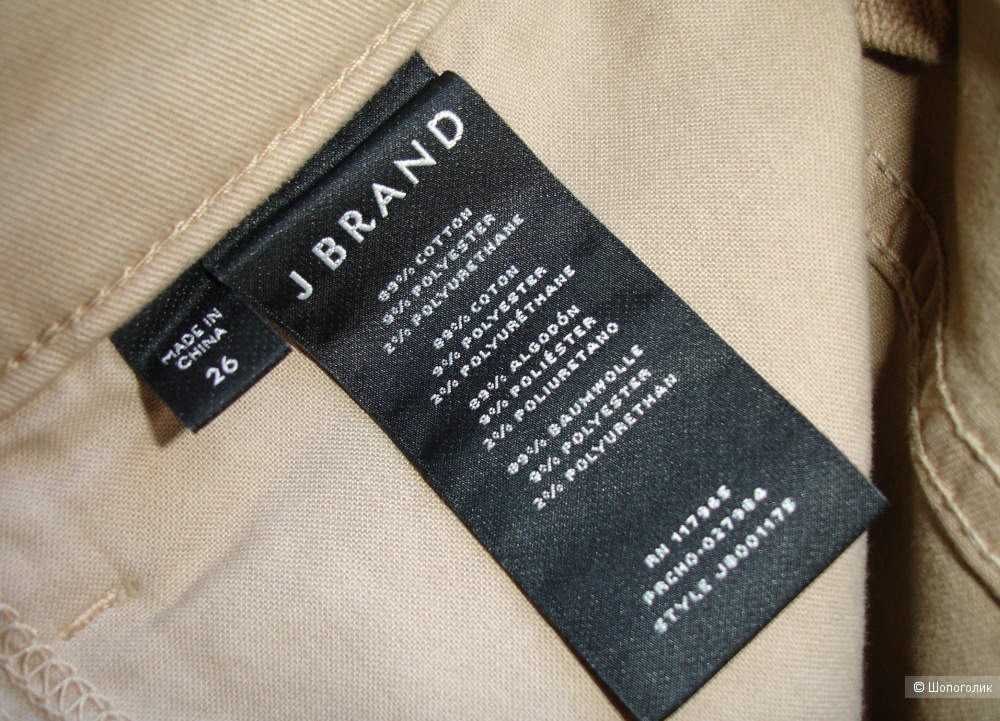 J BRAND
89% COTTON
9% POLYESTER
2% POLYURETHANE
89% COTON
9% POLYESTER
2% POLYURÉTHANE
89% ALGODÓN
9% POLIÉSTER
2% POLIURETANO
89% BAUMWOLLE
9% POLYESTER
2% POLYURETHAN
RN 117965
PRCHO-027984
STYLE JB001175
MADE IN
CHINA
26
© Шопоголик